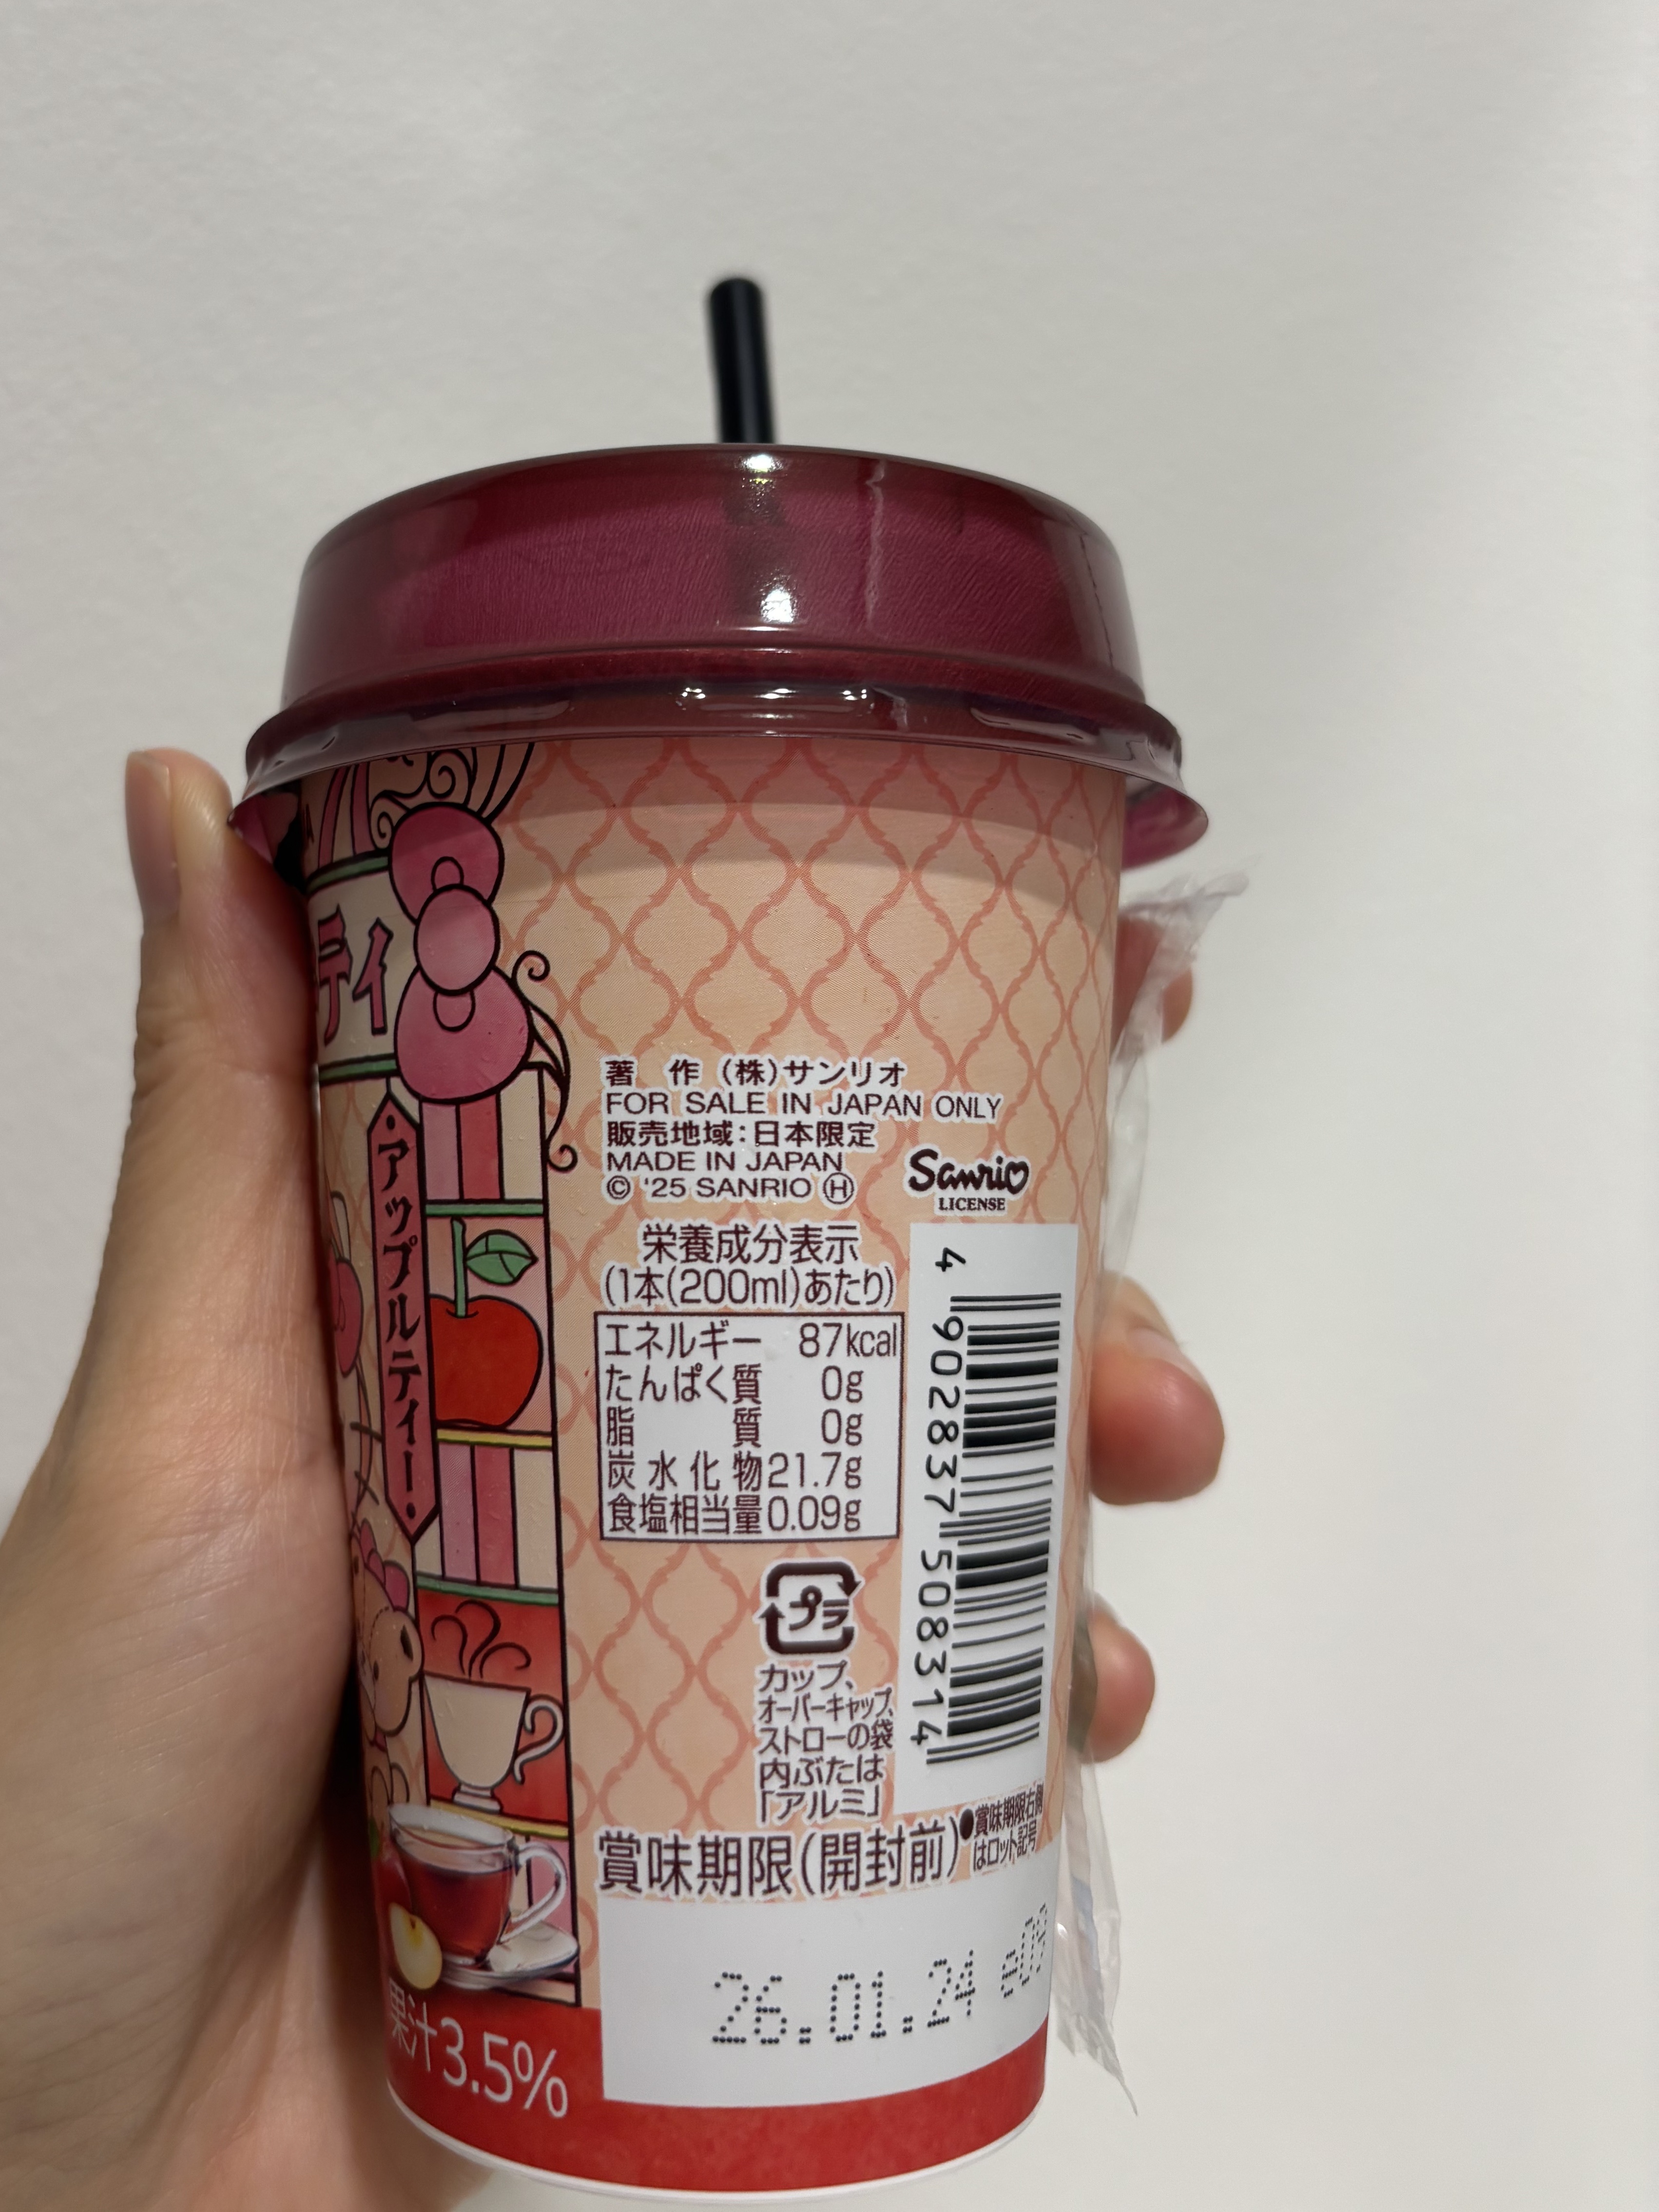 ティ
・アップルティー・
果汁3.5%
著 作 (株)サンリオ
FOR SALE IN JAPAN ONLY
販売地域：日本限定
MADE IN JAPAN
© '25 SANRIO Ⓗ
Sanrio
LICENSE
栄養成分表示
(1本(200ml)あたり)
エネルギー 87kcal
たんぱく質 0g
脂質 0g
炭水化物 21.7g
食塩相当量 0.09g
4 902837 508314
プラ
カップ、
オーバーキャップ、
ストローの袋
内ぶたは
「アルミ」
賞味期限(開封前)
●賞味期限右側
はロット記号
26.01.24